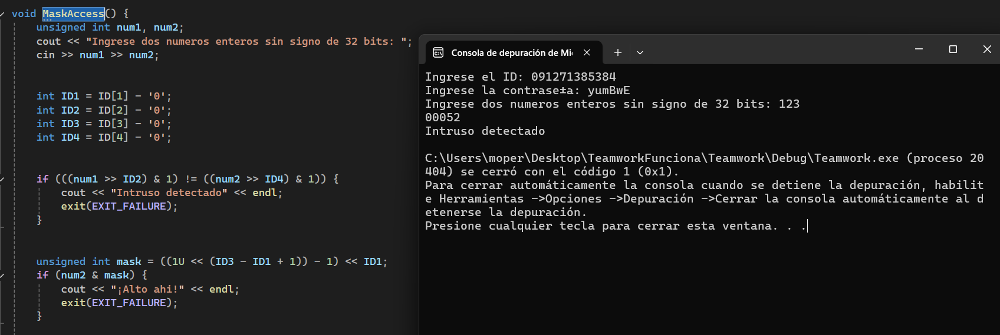 void MaskAccess() {
unsigned int num1, num2;
cout << "Ingrese dos numeros enteros sin signo de 32 bits: ";
cin >> num1 >> num2;
int ID1 = ID[1] - '0';
int ID2 = ID[2] - '0';
int ID3 = ID[3] - '0';
int ID4 = ID[4] - '0';
if (((num1 >> ID2) & 1) != ((num2 >> ID4) & 1)) {
cout << "Intruso detectado" << endl;
exit(EXIT_FAILURE);
}
unsigned int mask = ((1U << (ID3 - ID1 + 1)) - 1) << ID1;
if (num2 & mask) {
cout << "¡Alto ahi!" << endl;
exit(EXIT_FAILURE);
}
Consola de depuración de Mi
Ingrese el ID: 091271385384
Ingrese la contrase±a: yumBwE
Ingrese dos numeros enteros sin signo de 32 bits: 123
00052
Intruso detectado
C:\Users\moper\Desktop\TeamworkFunciona\Teamwork\Debug\Teamwork.exe (proceso 20
404) se cerró con el código 1 (0x1).
Para cerrar automáticamente la consola cuando se detiene la depuración, habilit
e Herramientas ->Opciones ->Depuración ->Cerrar la consola automáticamente al d
etenerse la depuración.
Presione cualquier tecla para cerrar esta ventana. . .